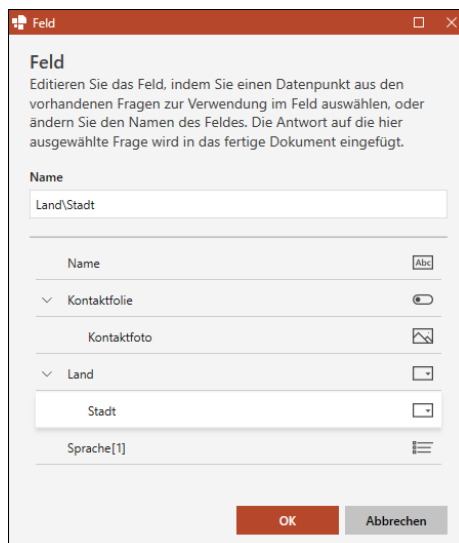 Feld
Feld
Editieren Sie das Feld, indem Sie einen Datenpunkt aus den
vorhandenen Fragen zur Verwendung im Feld auswählen, oder
ändern Sie den Namen des Feldes. Die Antwort auf die hier
ausgewählte Frage wird in das fertige Dokument eingefügt.
Name
Land\Stadt
Name Abc
Kontaktfolie
Kontaktfoto
Land
Stadt
Sprache[1]
OK Abbrechen